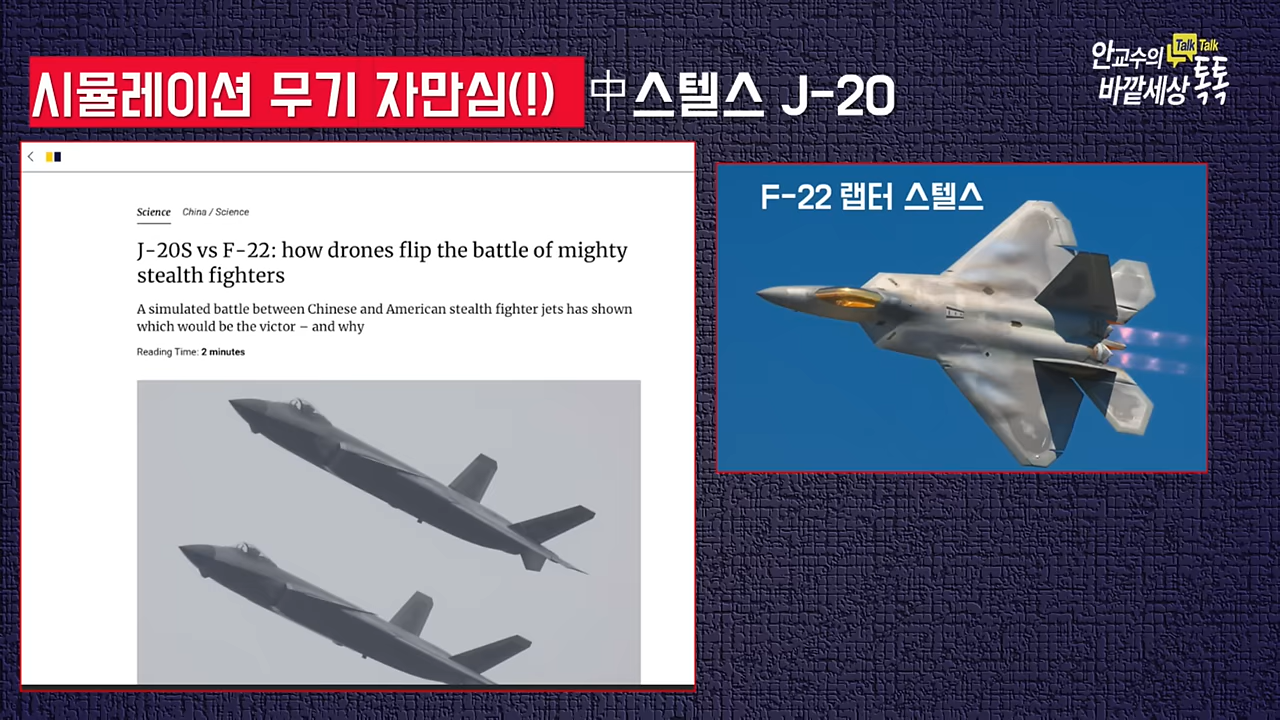 시뮬레이션 무기 자만심(!) 中스텔스 J-20
안교수의 Talk Talk
바깥세상 톡톡
Science China / Science
J-20S vs F-22: how drones flip the battle of mighty
stealth fighters
A simulated battle between Chinese and American stealth fighter jets has shown
which would be the victor – and why
Reading Time: 2 minutes
F-22 랩터 스텔스